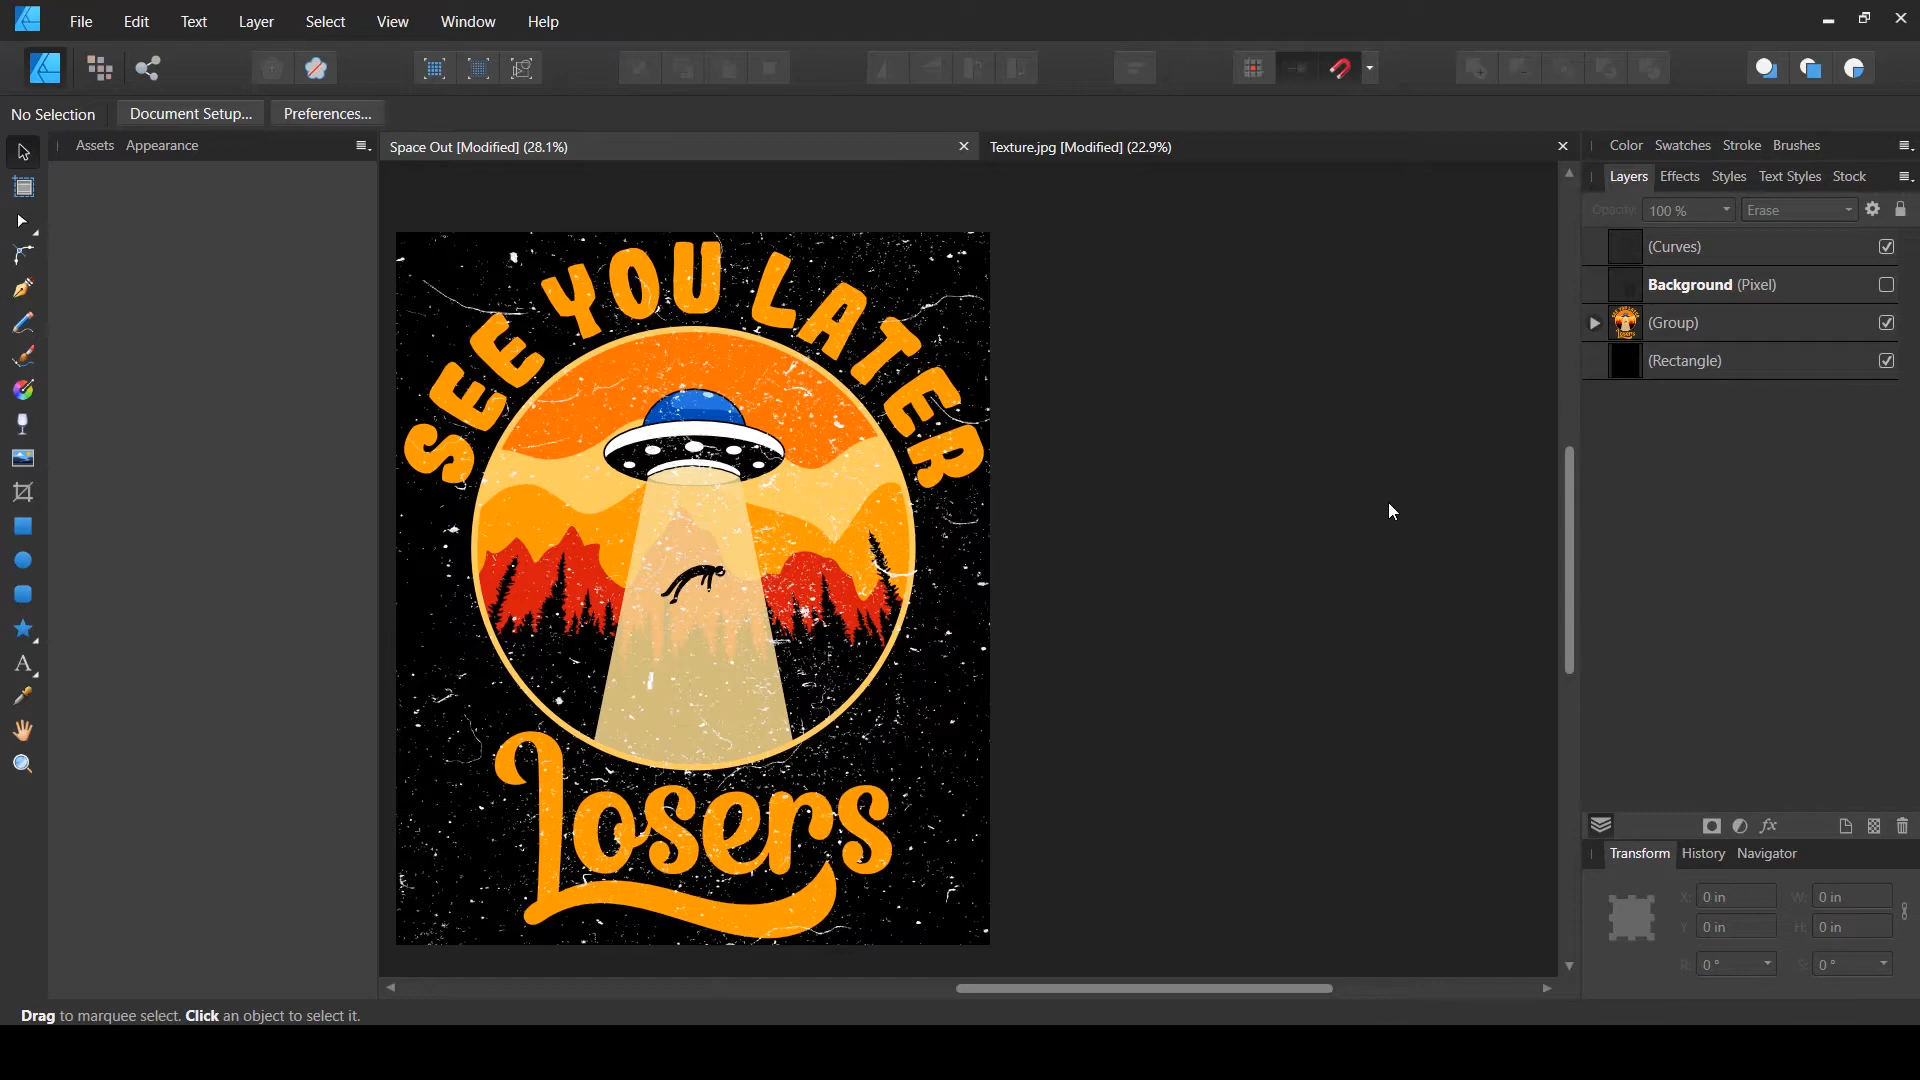 File Edit Text Layer Select View Window Help
No Selection Document Setup... Preferences...
Assets Appearance
Space Out [Modified] (28.1%)
Texture.jpg [Modified] (22.9%)
Color Swatches Stroke Brushes
Layers Effects Styles Text Styles Stock
Opacity: 100 % Erase
(Curves)
Background (Pixel)
(Group)
(Rectangle)
SEE YOU LATER
Losers
Transform History Navigator
X: 0 in W: 0 in
Y: 0 in H: 0 in
R: 0 ° S: 0 °
Drag to marquee select. Click an object to select it.